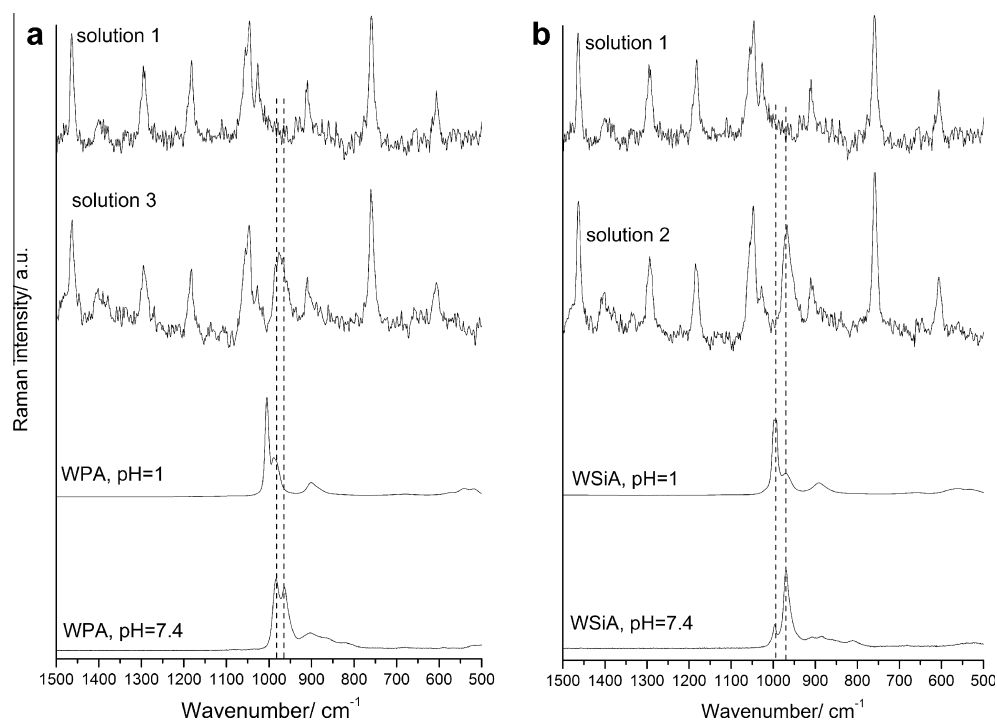 a
solution 1
solution 3
WPA, pH=1
WPA, pH=7.4
Raman intensity/ a.u.
1500 1400 1300 1200 1100 1000 900 800 700 600 500
Wavenumber/ cm⁻¹
b
solution 1
solution 2
WSiA, pH=1
WSiA, pH=7.4
1500 1400 1300 1200 1100 1000 900 800 700 600 500
Wavenumber/ cm⁻¹